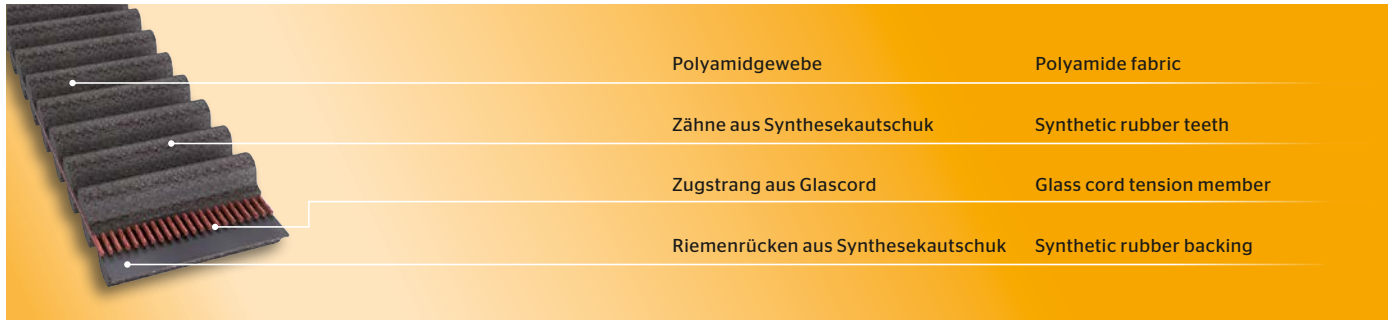 Polyamidgewebe Polyamide fabric
Zähne aus Synthesekautschuk Synthetic rubber teeth
Zugstrang aus Glascord Glass cord tension member
Riemenrücken aus Synthesekautschuk Synthetic rubber backing